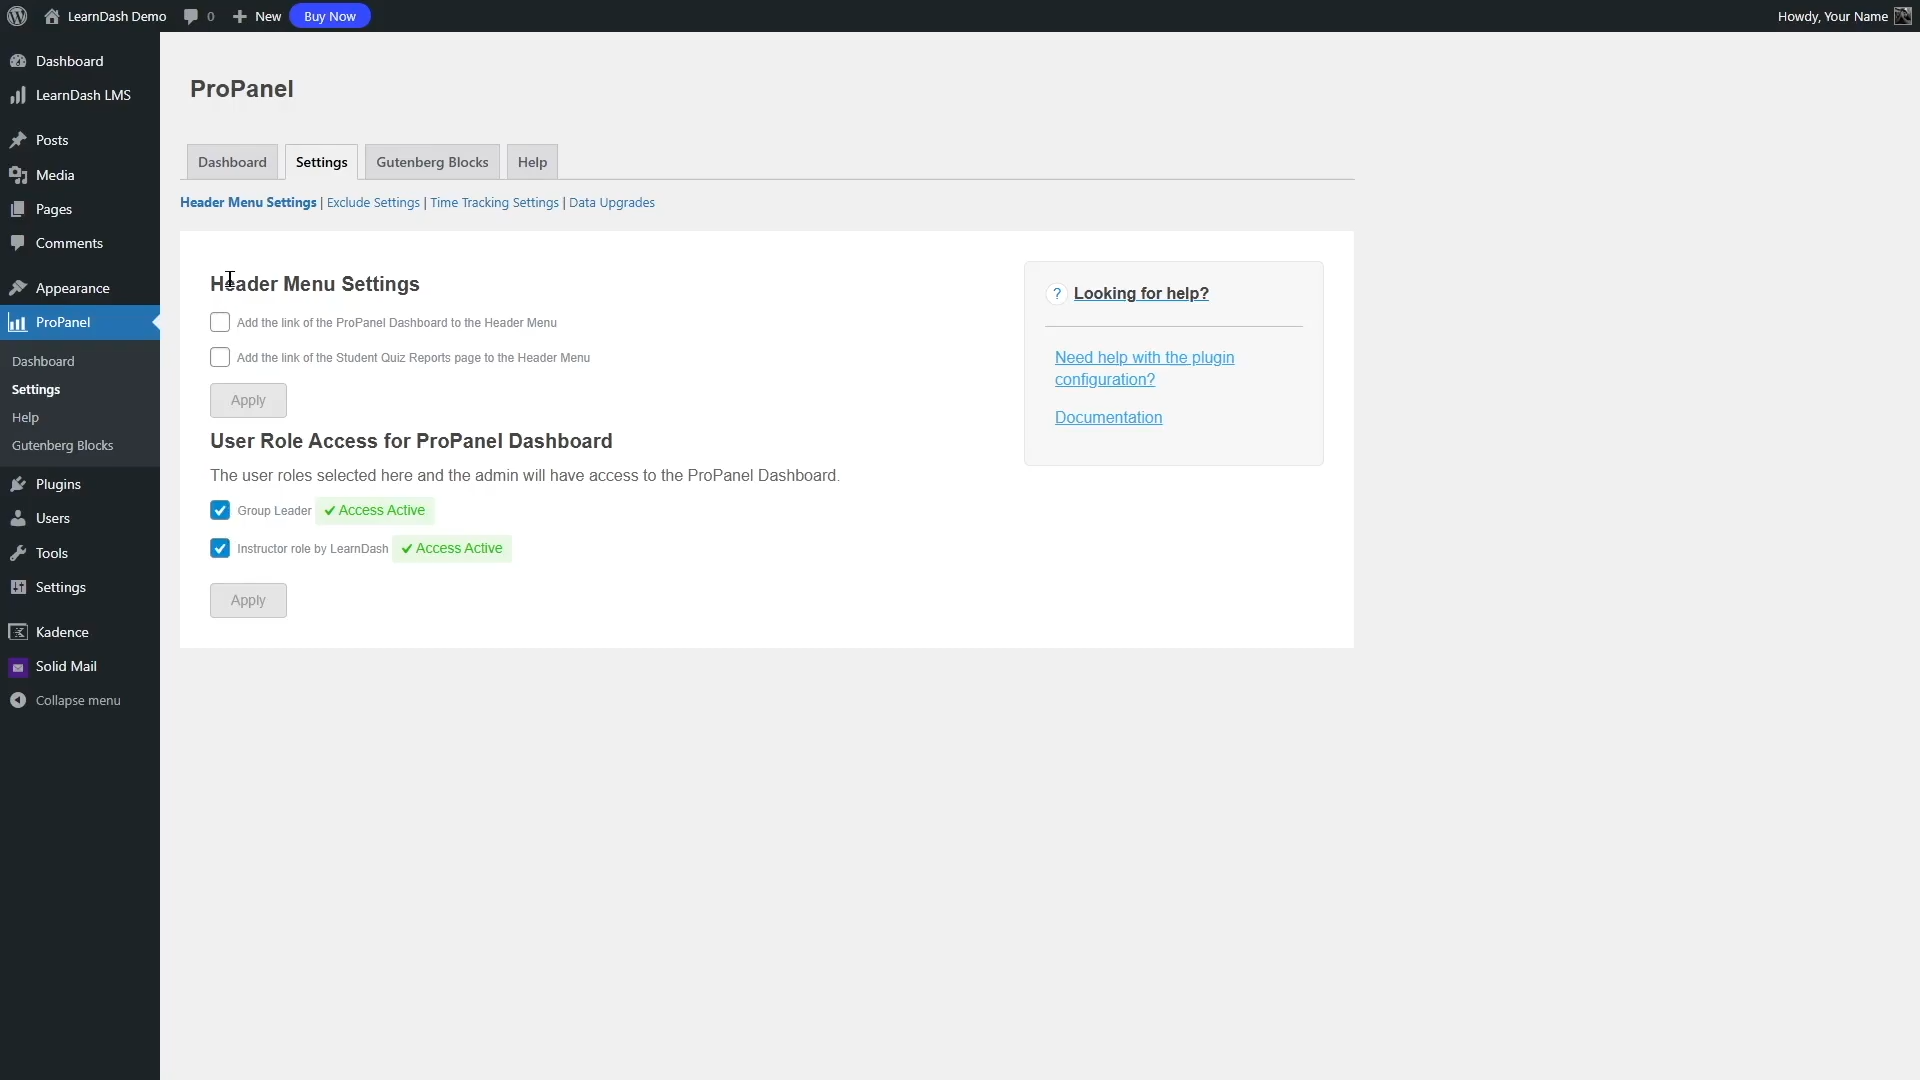 LearnDash Demo 0 New Buy Now Howdy, Your Name
Dashboard
LearnDash LMS
Posts
Media
Pages
Comments
Appearance
ProPanel
Dashboard
Settings
Help
Gutenberg Blocks
Plugins
Users
Tools
Settings
Kadence
Solid Mail
Collapse menu
ProPanel
Dashboard Settings Gutenberg Blocks Help
Header Menu Settings | Exclude Settings | Time Tracking Settings | Data Upgrades
Header Menu Settings
Add the link of the ProPanel Dashboard to the Header Menu
Add the link of the Student Quiz Reports page to the Header Menu
Apply
User Role Access for ProPanel Dashboard
The user roles selected here and the admin will have access to the ProPanel Dashboard.
Group Leader ✓ Access Active
Instructor role by LearnDash ✓ Access Active
Apply
? Looking for help?
Need help with the plugin
configuration?
Documentation